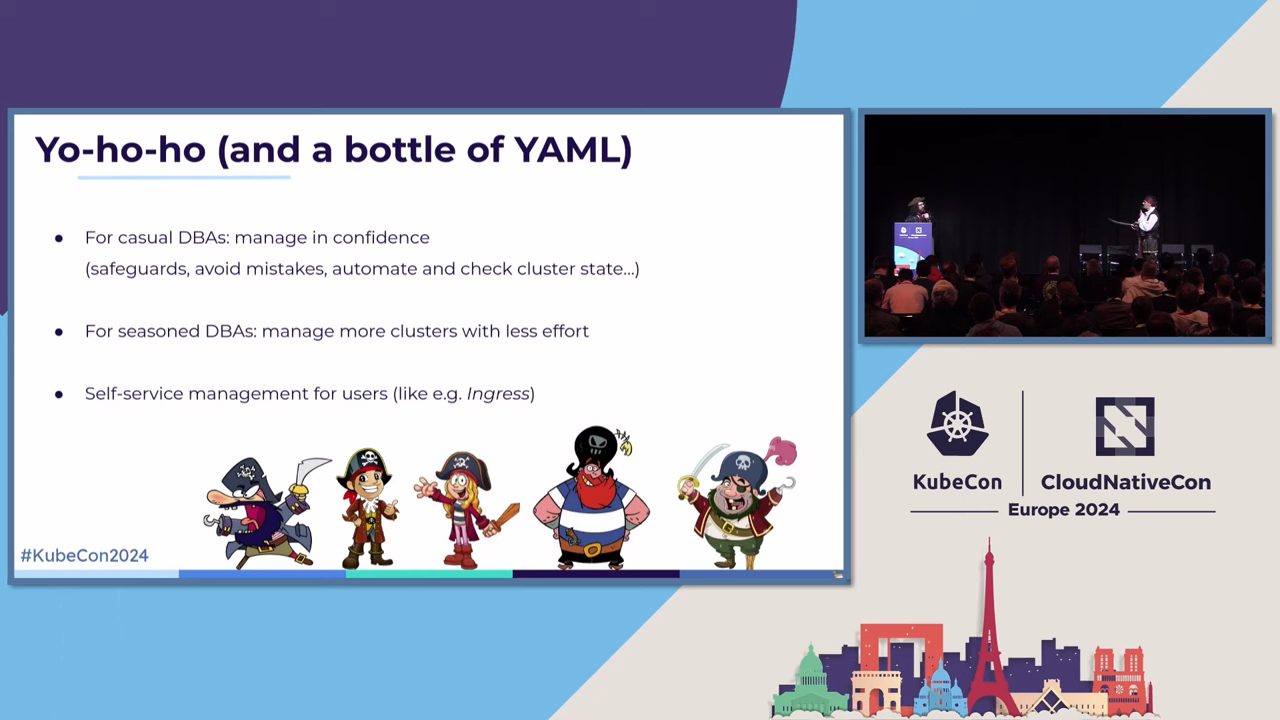 Yo-ho-ho (and a bottle of YAML)
● For casual DBAs: manage in confidence
(safeguards, avoid mistakes, automate and check cluster state...)
● For seasoned DBAs: manage more clusters with less effort
● Self-service management for users (like e.g. Ingress)
#KubeCon2024
KubeCon
CloudNativeCon
Europe 2024